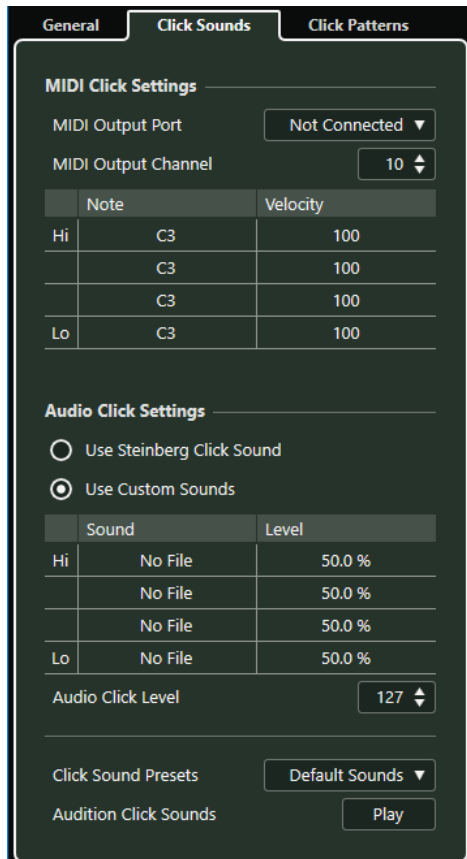 General Click Sounds Click Patterns
MIDI Click Settings
MIDI Output Port Not Connected
MIDI Output Channel 10
Note Velocity
Hi C3 100
C3 100
C3 100
Lo C3 100
Audio Click Settings
Use Steinberg Click Sound
Use Custom Sounds
Sound Level
Hi No File 50.0 %
No File 50.0 %
No File 50.0 %
Lo No File 50.0 %
Audio Click Level 127
Click Sound Presets Default Sounds
Audition Click Sounds Play